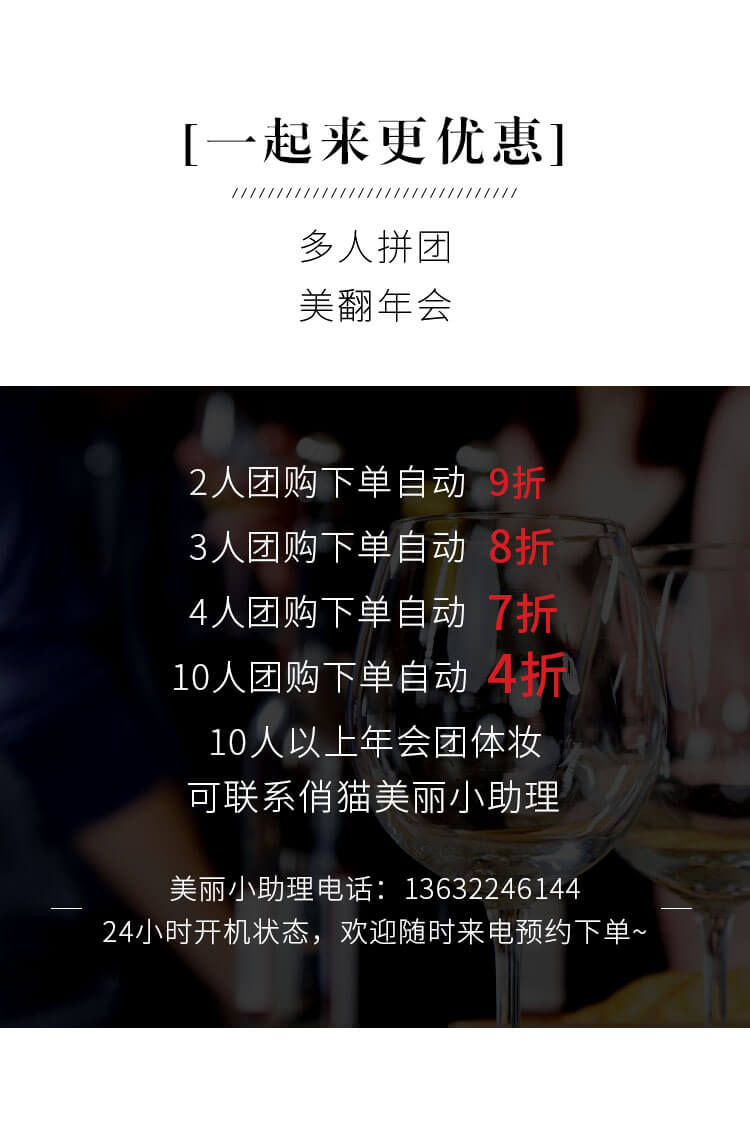 [一起来更优惠]
多人拼团
美翻年会
2人团购下单自动 9折
3人团购下单自动 8折
4人团购下单自动 7折
10人团购下单自动 4折
10人以上年会团体妆
可联系俏猫美丽小助理
美丽小助理电话：13632246144
24小时开机状态，欢迎随时来电预约下单~